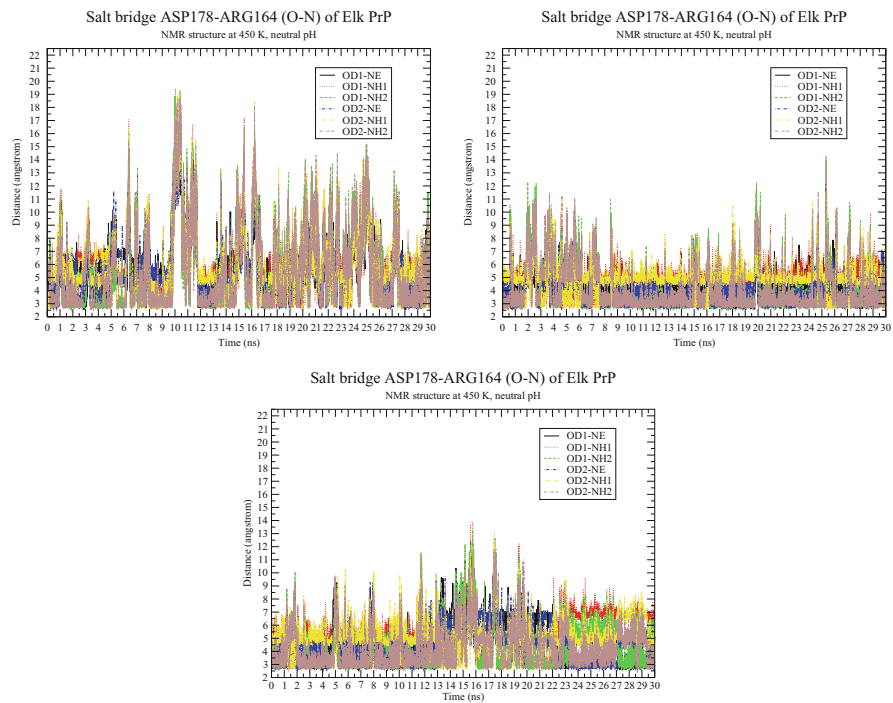 Salt bridge ASP178-ARG164 (O-N) of Elk PrP
NMR structure at 450 K, neutral pH
22
21
20
19
18
17
16
15
14
13
12
11
10
9
8
7
6
5
4
3
2
Distance (angstrom)
OD1-NE
OD1-NH1
OD1-NH2
OD2-NE
OD2-NH1
OD2-NH2
0 1 2 3 4 5 6 7 8 9 10 11 12 13 14 15 16 17 18 19 20 21 22 23 24 25 26 27 28 29 30
Time (ns)
Salt bridge ASP178-ARG164 (O-N) of Elk PrP
NMR structure at 450 K, neutral pH
22
21
20
19
18
17
16
15
14
13
12
11
10
9
8
7
6
5
4
3
2
Distance (angstrom)
OD1-NE
OD1-NH1
OD1-NH2
OD2-NE
OD2-NH1
OD2-NH2
0 1 2 3 4 5 6 7 8 9 10 11 12 13 14 15 16 17 18 19 20 21 22 23 24 25 26 27 28 29 30
Time (ns)
Salt bridge ASP178-ARG164 (O-N) of Elk PrP
NMR structure at 450 K, neutral pH
22
21
20
19
18
17
16
15
14
13
12
11
10
9
8
7
6
5
4
3
2
Distance (angstrom)
OD1-NE
OD1-NH1
OD1-NH2
OD2-NE
OD2-NH1
OD2-NH2
0 1 2 3 4 5 6 7 8 9 10 11 12 13 14 15 16 17 18 19 20 21 22 23 24 25 26 27 28 29 30
Time (ns)